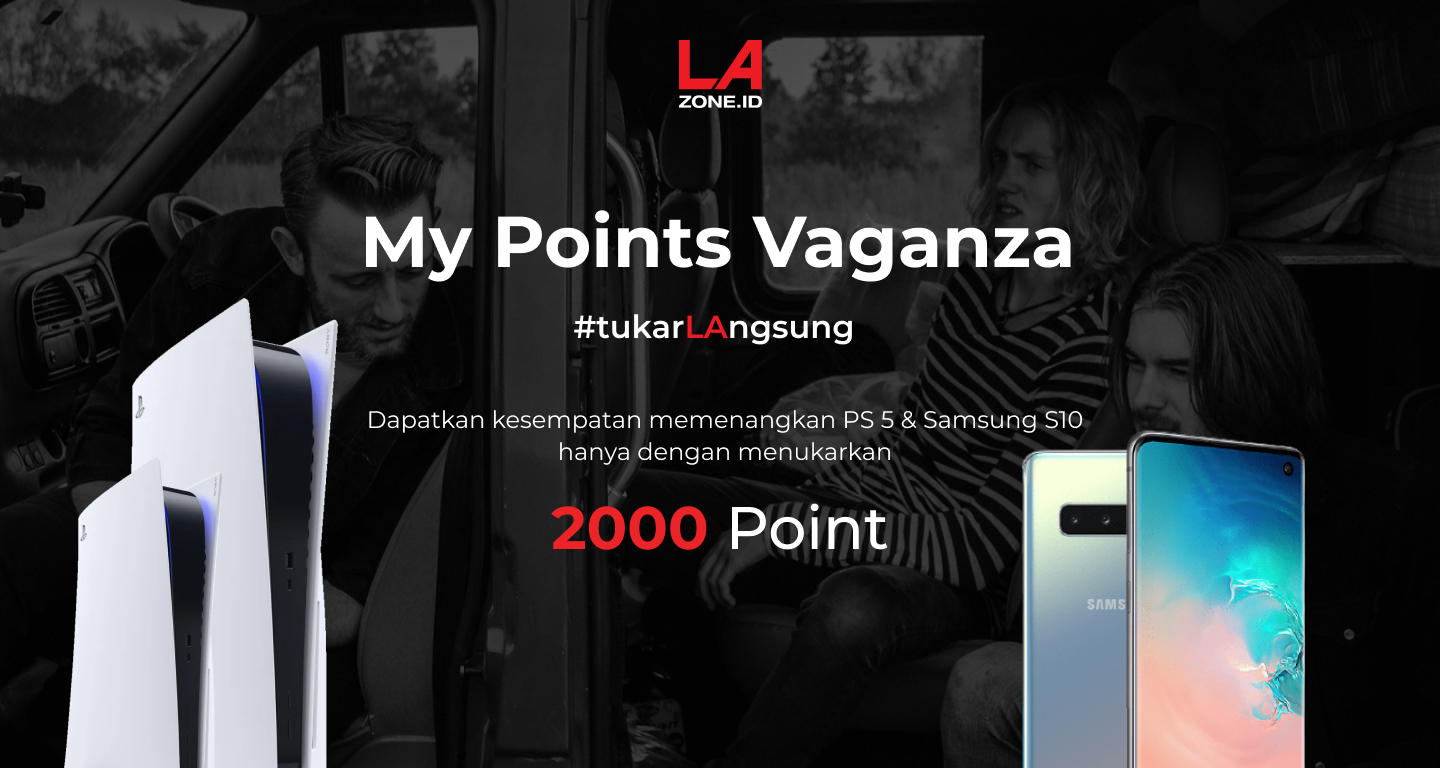 LA
ZONE.ID
My Points Vaganza
#tukarLAngsung
Dapatkan kesempatan memenangkan PS 5 & Samsung S10
hanya dengan menukarkan
2000 Point
SAMS